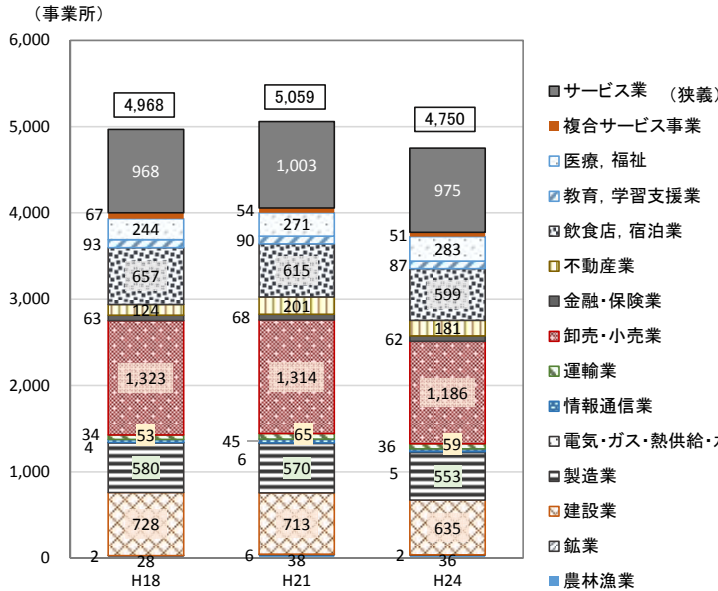 （事業所）
6,000
5,000
4,000
3,000
2,000
1,000
0
4,968
968
67
244
93
657
124
63
1,323
34
53
4
580
728
2
28
H18
5,059
1,003
54
271
90
615
201
68
1,314
45
65
6
570
713
6
38
H21
4,750
975
51
283
87
599
181
62
1,186
36
59
5
553
635
2
36
H24
サービス業　（狭義）
複合サービス事業
医療，福祉
教育，学習支援業
飲食店，宿泊業
不動産業
金融・保険業
卸売・小売業
運輸業
情報通信業
電気・ガス・熱供給・
製造業
建設業
鉱業
農林漁業